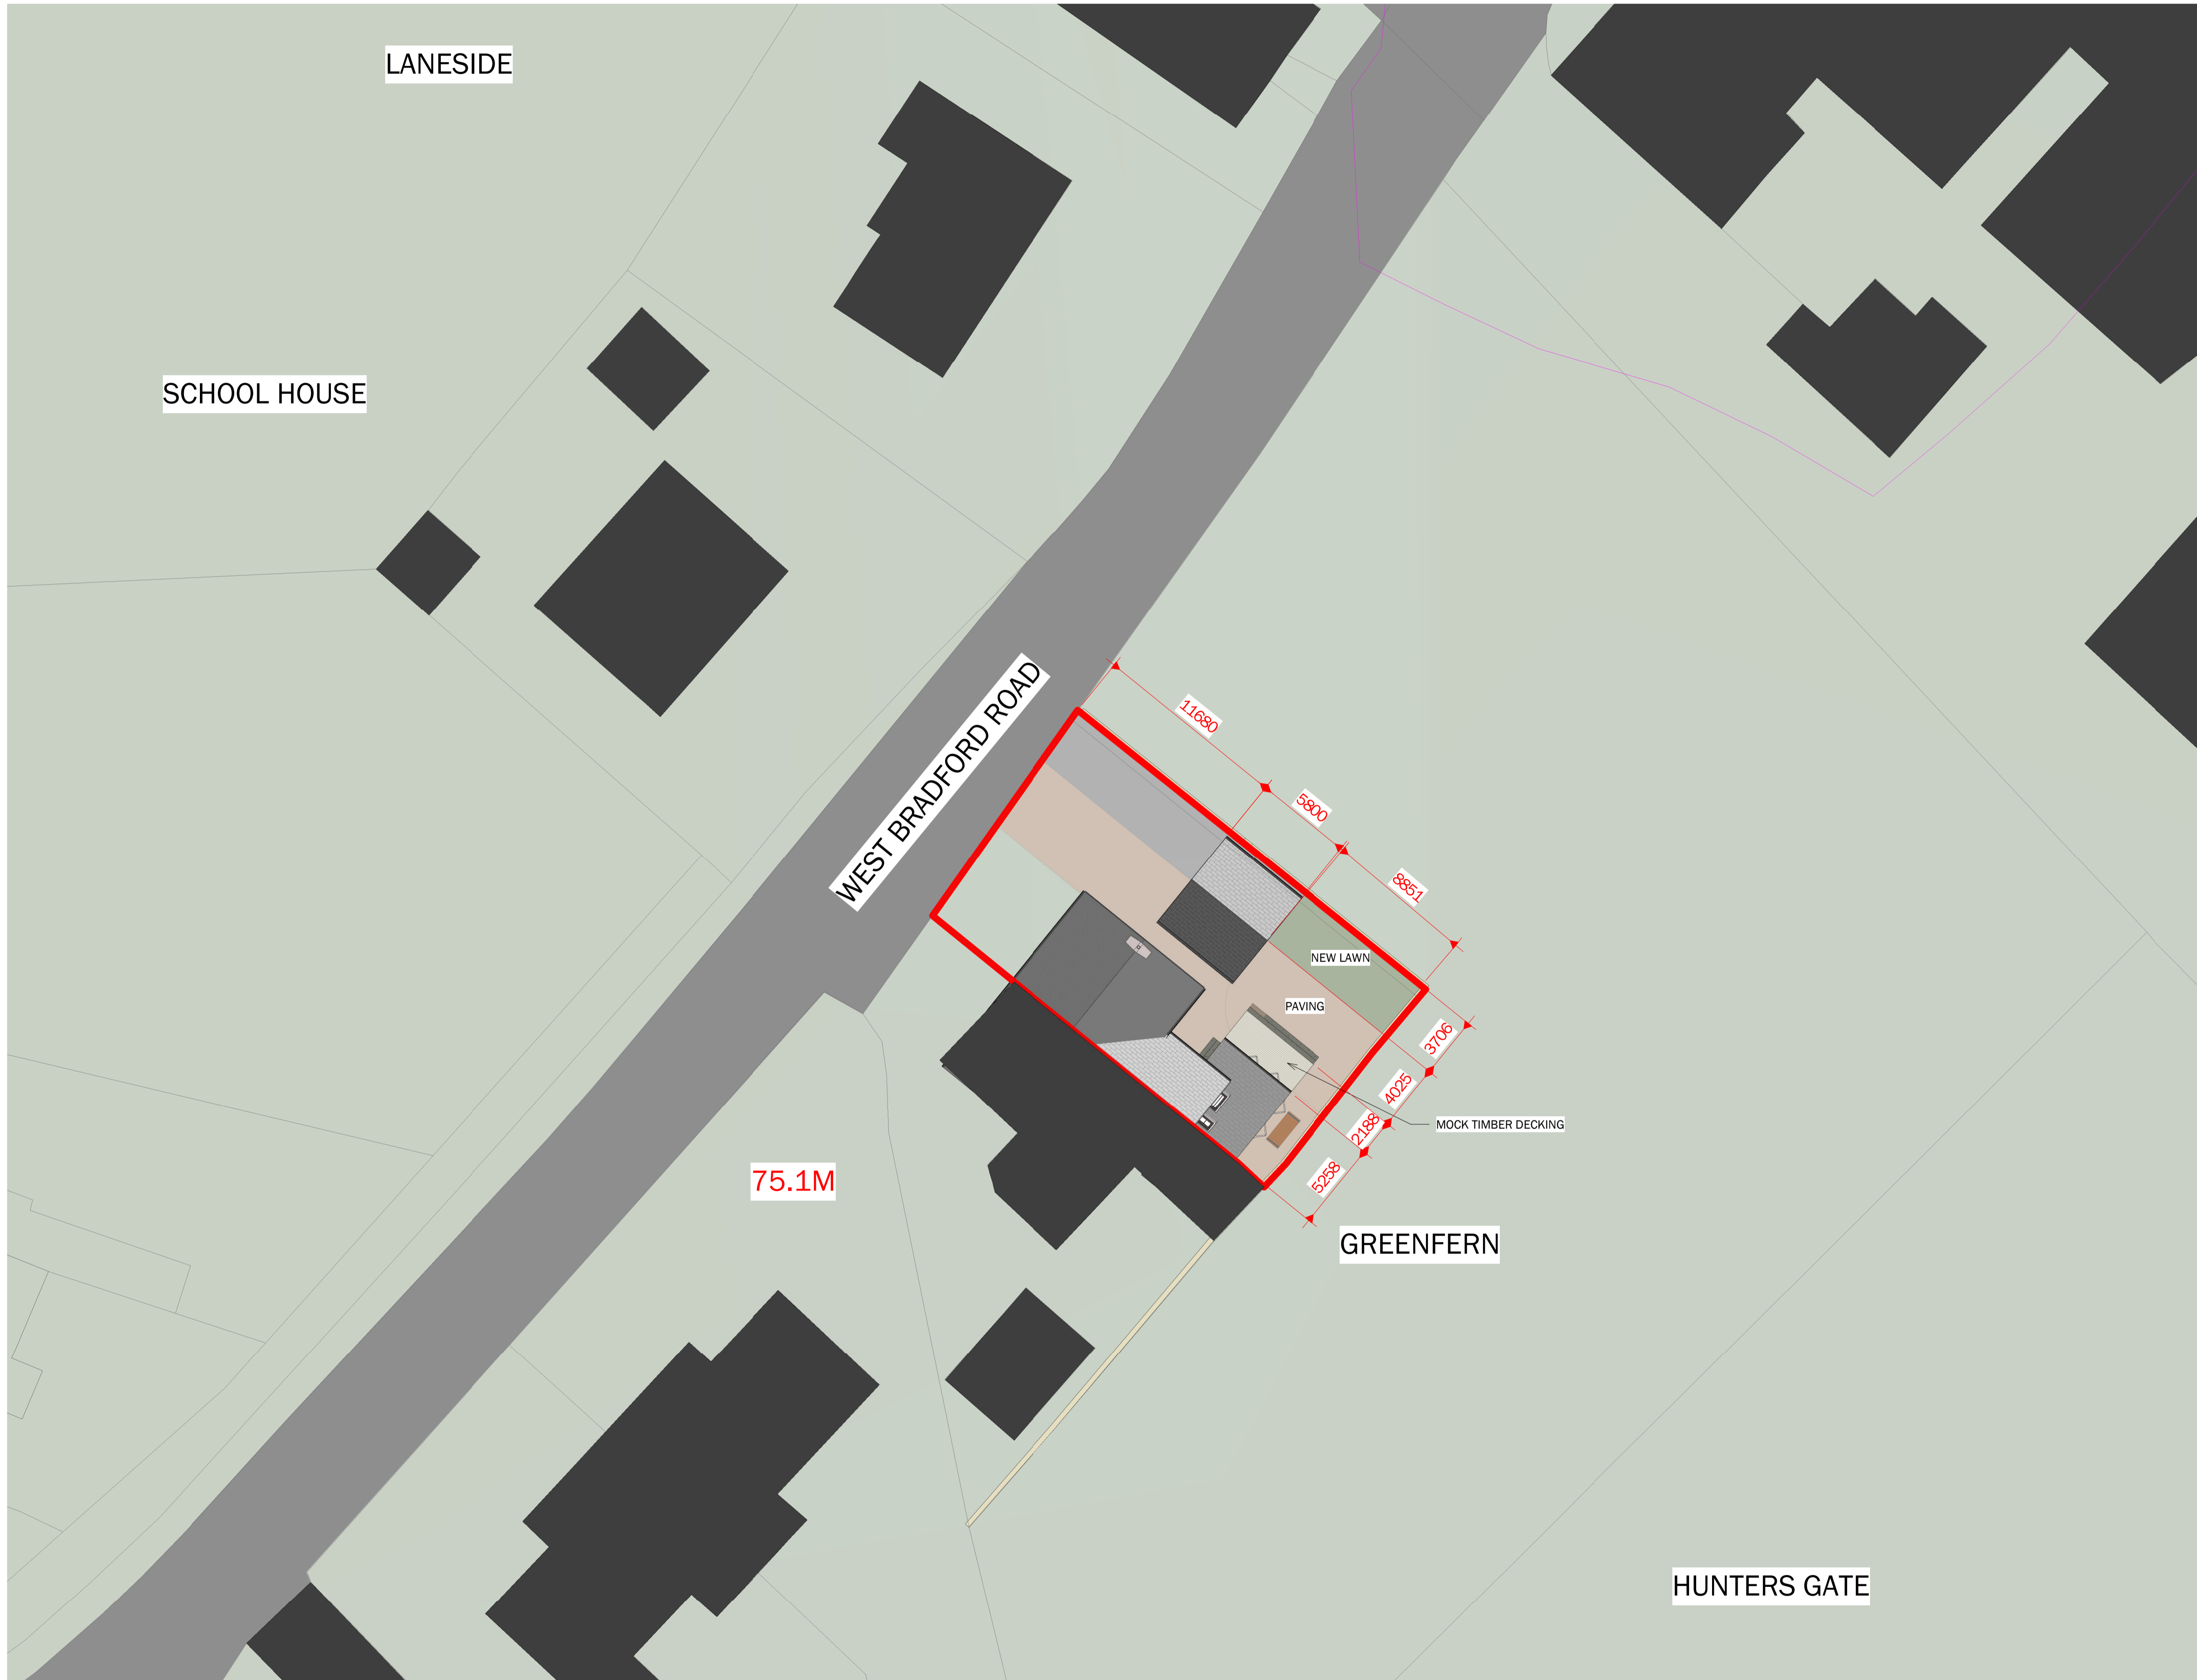 LANESIDE
SCHOOL HOUSE
WEST BRADFORD ROAD
11680
5800
8851
NEW LAWN
PAVING
3706
4025
2188
5258
MOCK TIMBER DECKING
75.1M
GREENFERN
HUNTERS GATE